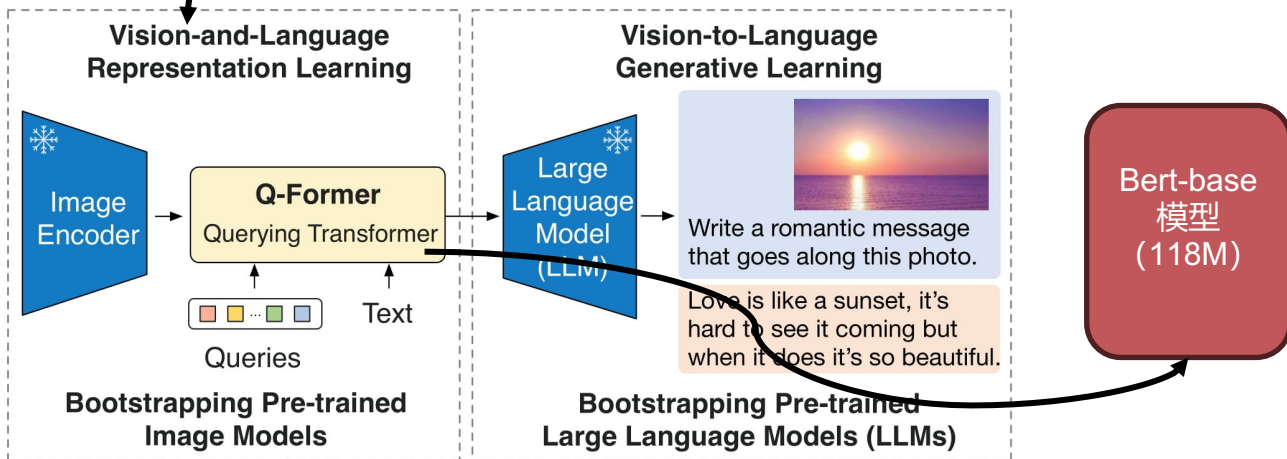 Vision-and-Language
Representation Learning
Image
Encoder
Q-Former
Querying Transformer
...
Queries
Text
Bootstrapping Pre-trained
Image Models
Vision-to-Language
Generative Learning
Large
Language
Model
(LLM)
Write a romantic message
that goes along this photo.
Love is like a sunset, it's
hard to see it coming but
when it does it's so beautiful.
Bootstrapping Pre-trained
Large Language Models (LLMs)
Bert-base
模型
(118M)